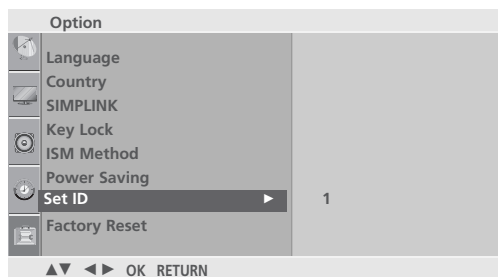 Option
Language
Country
SIMPLINK
Key Lock
ISM Method
Power Saving
Set ID ► 1
Factory Reset
▲▼ ◄► OK RETURN